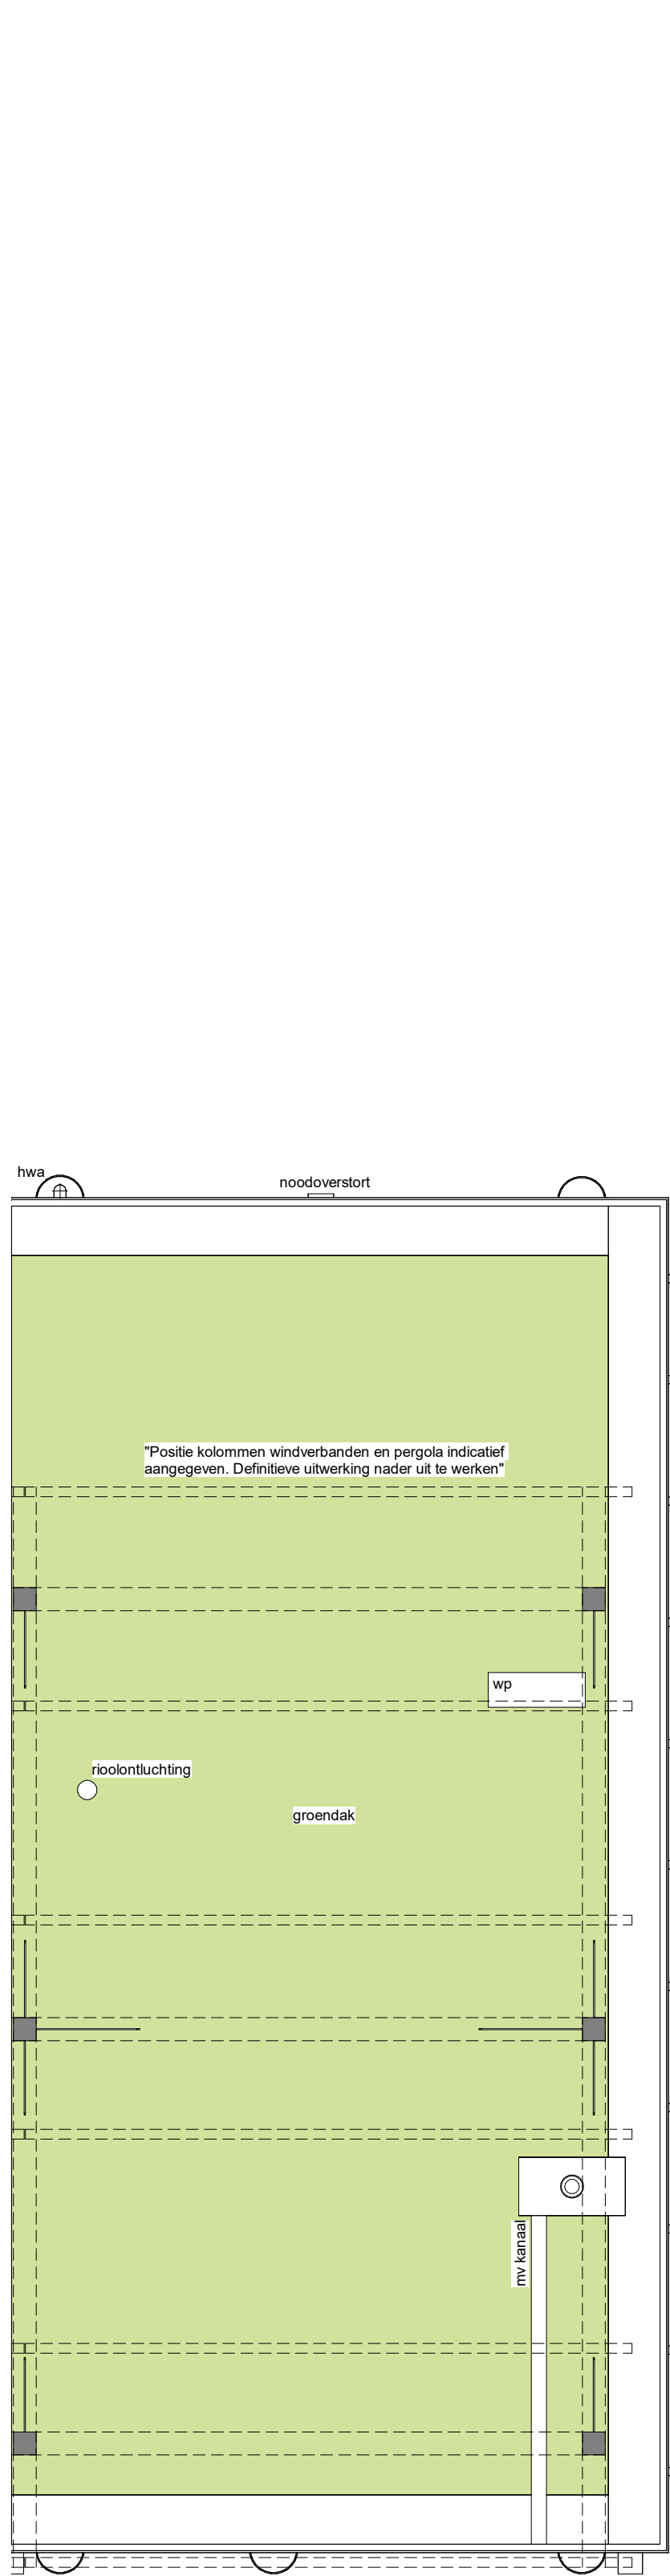 hwa
noodoverstort
"Positie kolommen windverbanden en pergola indicatief
aangegeven. Definitieve uitwerking nader uit te werken"
wp
rioolontluchting
groendak
mv kanaal